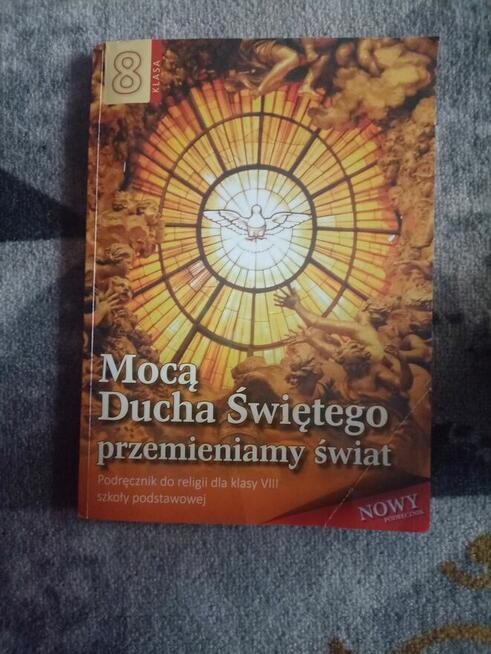 8
KLASA
Mocą
Ducha Świętego
przemieniamy świat
Podręcznik do religii dla klasy VIII
szkoły podstawowej
NOWY
PODRĘCZNIK